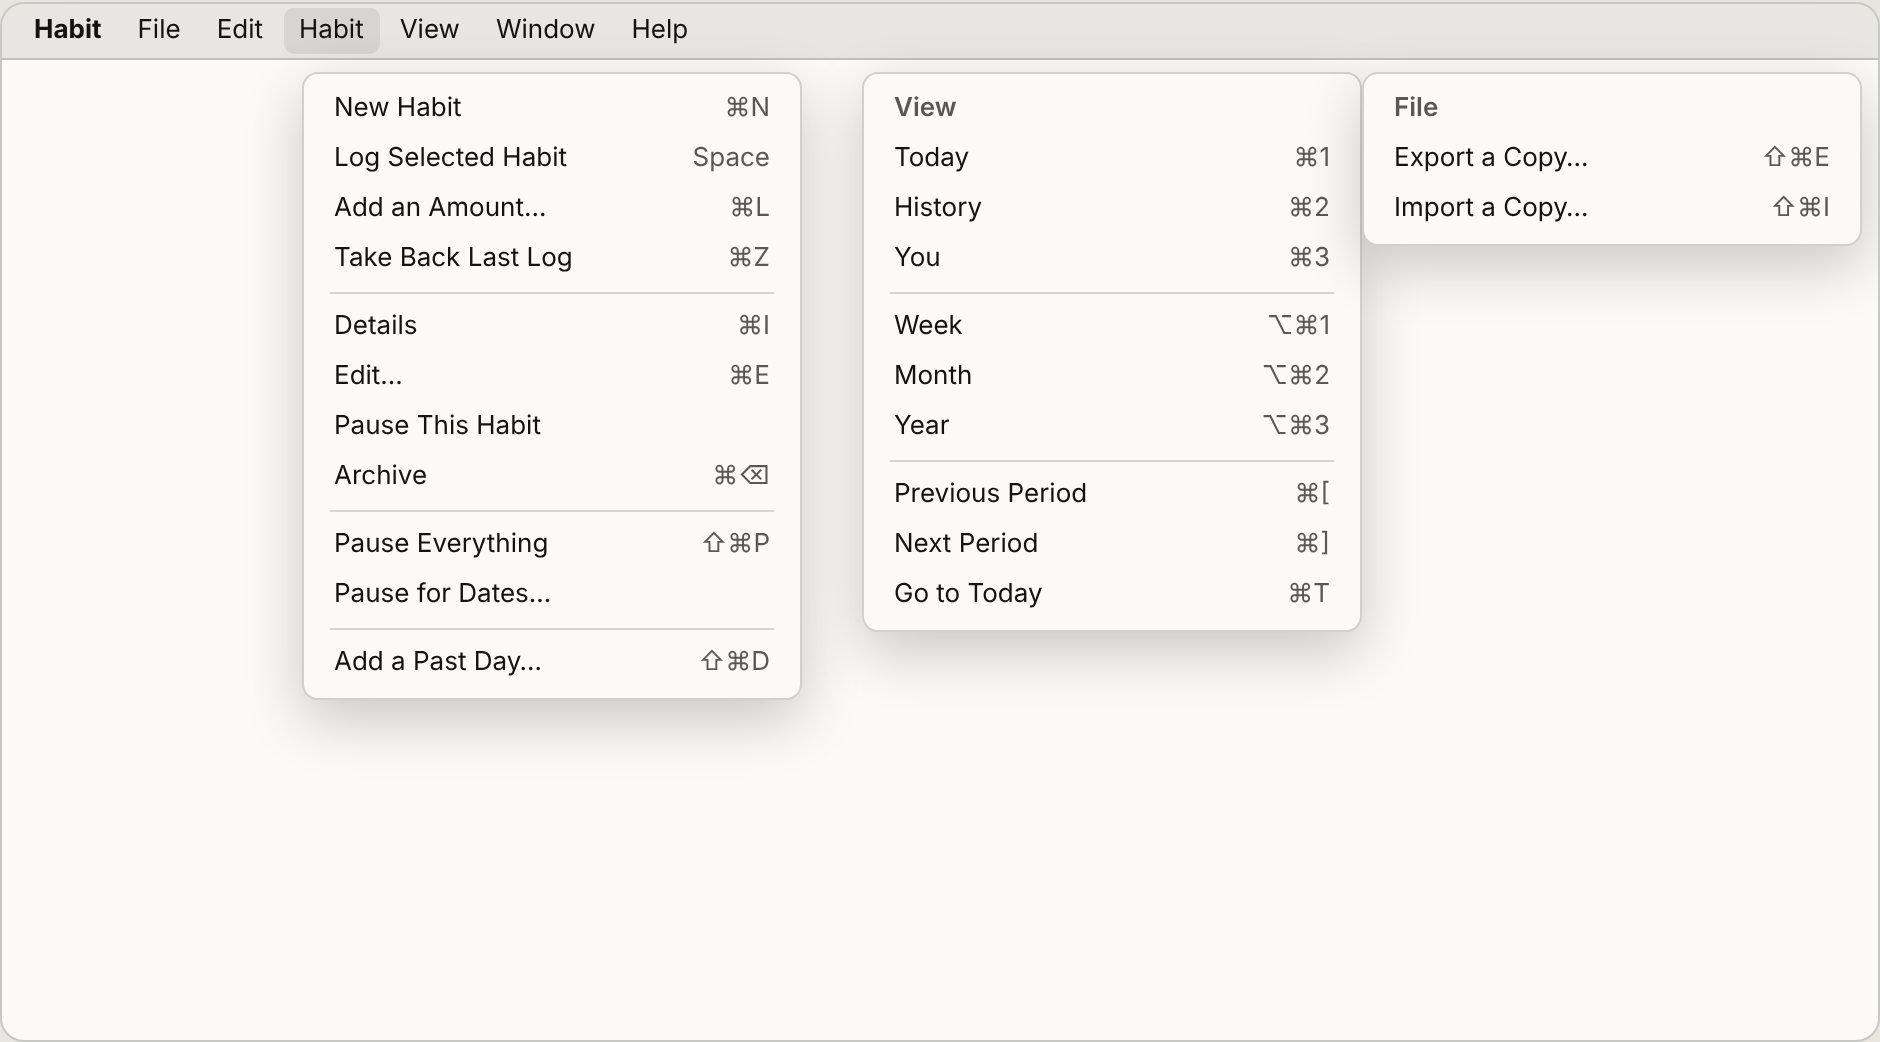 Habit File Edit Habit View Window Help
New Habit ⌘N
Log Selected Habit Space
Add an Amount... ⌘L
Take Back Last Log ⌘Z
Details ⌘I
Edit... ⌘E
Pause This Habit
Archive ⌘⌫
Pause Everything ⇧⌘P
Pause for Dates...
Add a Past Day... ⇧⌘D
View
Today ⌘1
History ⌘2
You ⌘3
Week ⌥⌘1
Month ⌥⌘2
Year ⌥⌘3
Previous Period ⌘[
Next Period ⌘]
Go to Today ⌘T
File
Export a Copy... ⇧⌘E
Import a Copy... ⇧⌘I